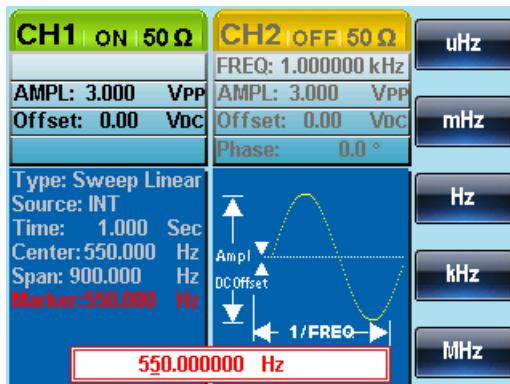 CH1 ON 50 Ω
CH2 OFF 50 Ω
FREQ: 1.000000 kHz
AMPL: 3.000 VPP
AMPL: 3.000 VPP
Offset: 0.00 VDC
Offset: 0.00 VDC
Phase: 0.0 °
Type: Sweep Linear
Source: INT
Time: 1.000 Sec
Center: 550.000 Hz
Span: 900.000 Hz
Marker: 550.000 Hz
Ampl
DC Offset
1/FREQ
550.000000 Hz
uHz
mHz
Hz
kHz
MHz